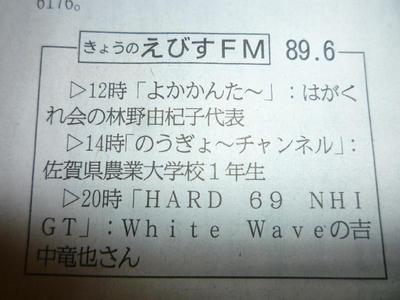 6176。
きょうの えびすFM 89.6
▷12時「よかかんた〜」：はがく
れ会の林野由杞子代表
▷14時「のうぎょ〜チャンネル」：
佐賀県農業大学校１年生
▷20時「ＨＡＲＤ　６９　ＮＨＩ
ＧＴ」：Ｗｈｉｔｅ　Ｗａｖｅの吉
中竜也さん